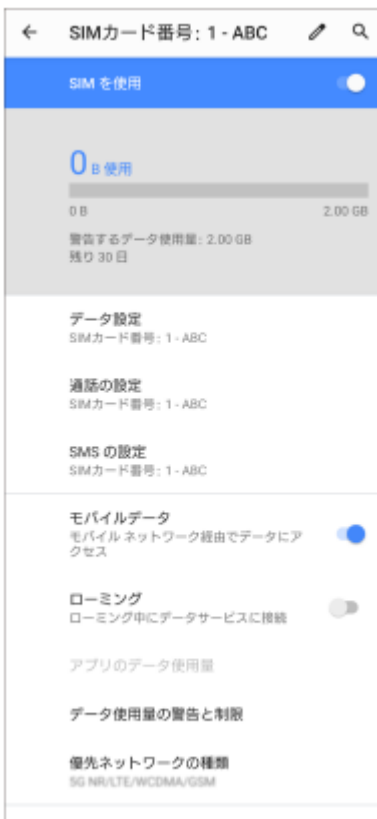 SIMカード番号: 1 - ABC
SIM を使用
0 B 使用
0 B 2.00 GB
警告するデータ使用量: 2.00 GB
残り 30 日
データ設定
SIMカード番号: 1 - ABC
通話の設定
SIMカード番号: 1 - ABC
SMS の設定
SIMカード番号: 1 - ABC
モバイルデータ
モバイル ネットワーク経由でデータにア
クセス
ローミング
ローミング中にデータサービスに接続
アプリのデータ使用量
データ使用量の警告と制限
優先ネットワークの種類
5G NR/LTE/WCDMA/GSM